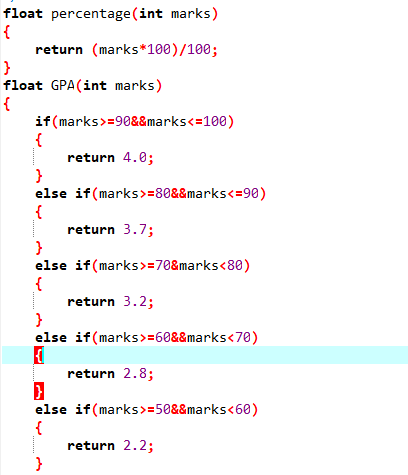 float percentage(int marks)
{
    return (marks*100)/100;
}
float GPA(int marks)
{
    if(marks>=90&&marks<=100)
    {
        return 4.0;
    }
    else if(marks>=80&&marks<=90)
    {
        return 3.7;
    }
    else if(marks>=70&marks<80)
    {
        return 3.2;
    }
    else if(marks>=60&&marks<70)
    {
        return 2.8;
    }
    else if(marks>=50&&marks<60)
    {
        return 2.2;
    }